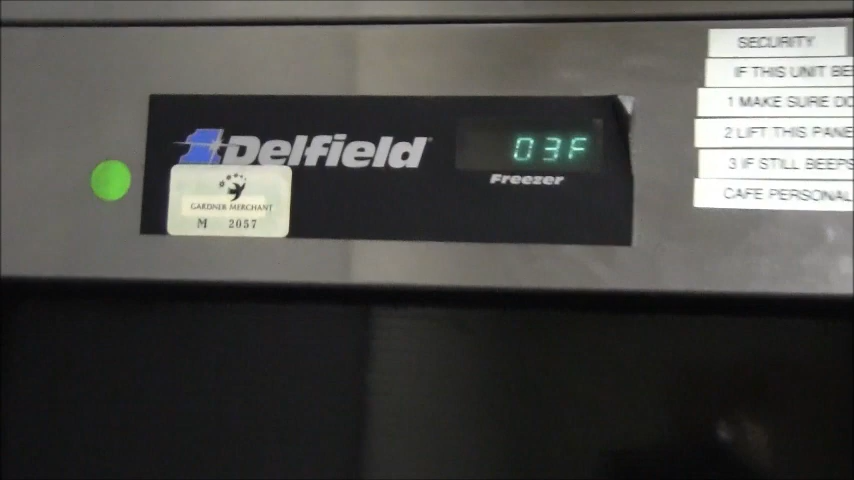 SECURITY
IF THIS UNIT BE
1 MAKE SURE DO
2 LIFT THIS PANE
3 IF STILL BEEPS
CAFE PERSONAL
1 Delfield
03F
Freezer
GARDNER MERCHANT
M 2057